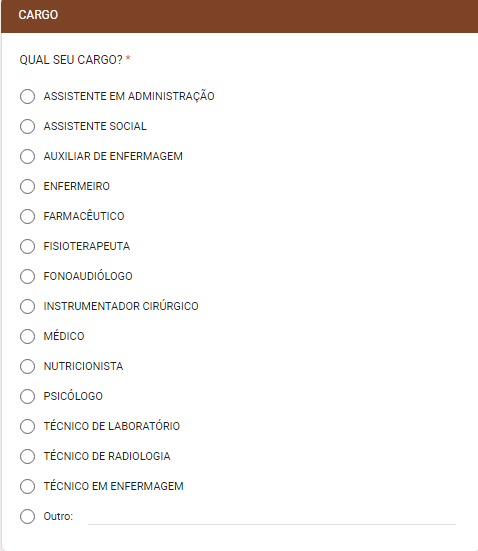 CARGO
QUAL SEU CARGO? *
ASSISTENTE EM ADMINISTRAÇÃO
ASSISTENTE SOCIAL
AUXILIAR DE ENFERMAGEM
ENFERMEIRO
FARMACÊUTICO
FISIOTERAPEUTA
FONOAUDIÓLOGO
INSTRUMENTADOR CIRÚRGICO
MÉDICO
NUTRICIONISTA
PSICÓLOGO
TÉCNICO DE LABORATÓRIO
TÉCNICO DE RADIOLOGIA
TÉCNICO EM ENFERMAGEM
Outro: